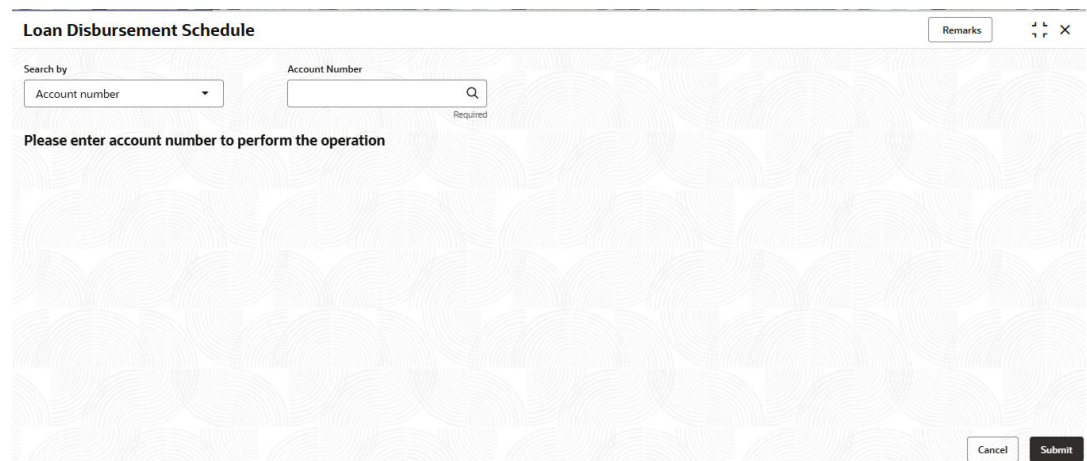 Loan Disbursement Schedule
Remarks
Search by
Account Number
Account number
Required
Please enter account number to perform the operation
Cancel
Submit